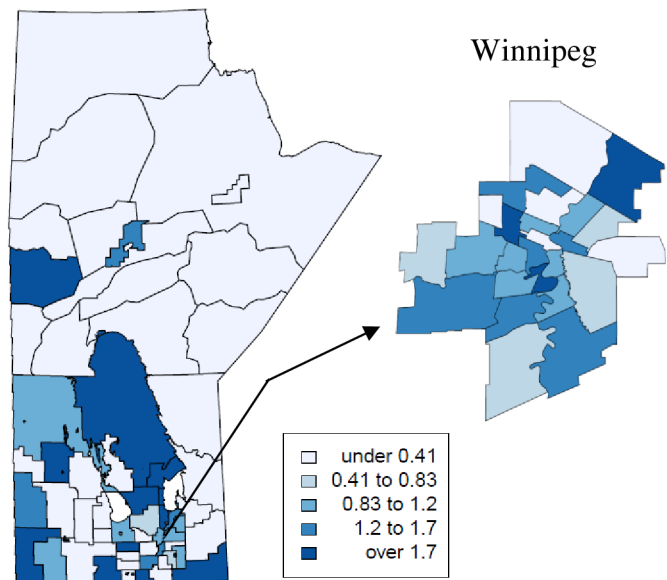 Winnipeg
under 0.41
0.41 to 0.83
0.83 to 1.2
1.2 to 1.7
over 1.7